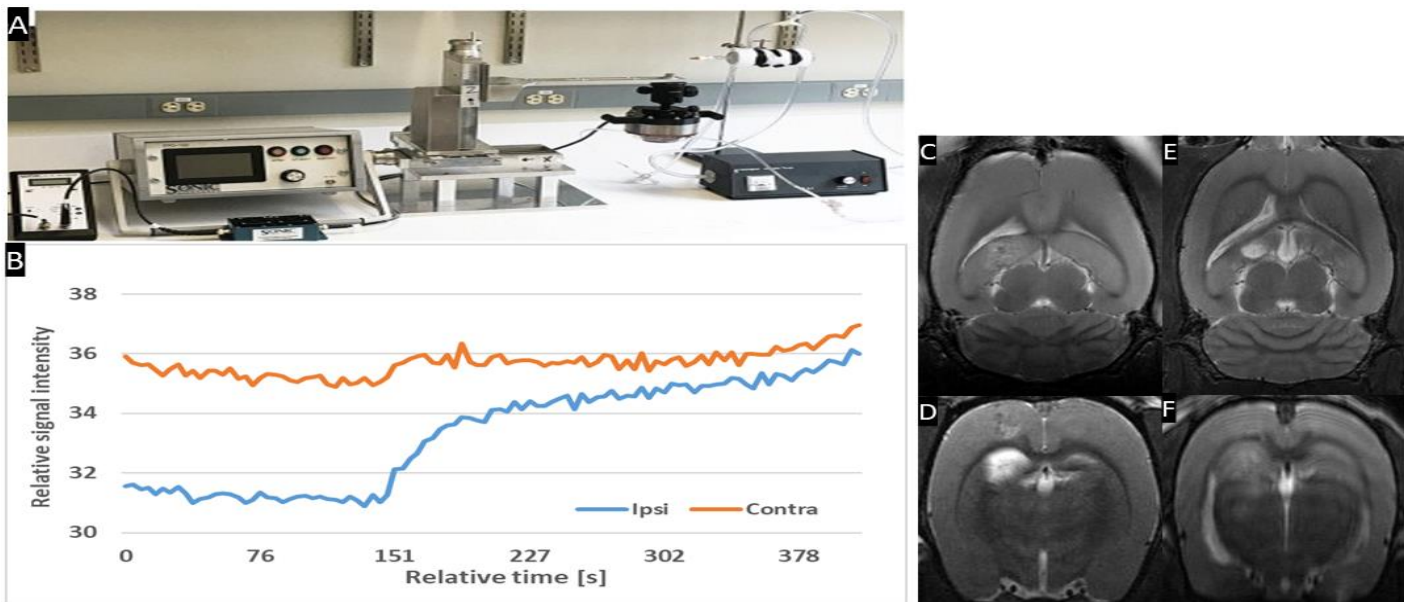 A
SONIC
SONIC
Z
X
B
Relative signal intensity
38
36
34
32
30
Ipsi
Contra
0 76 151 227 302 378
Relative time [s]
C
E
D
F